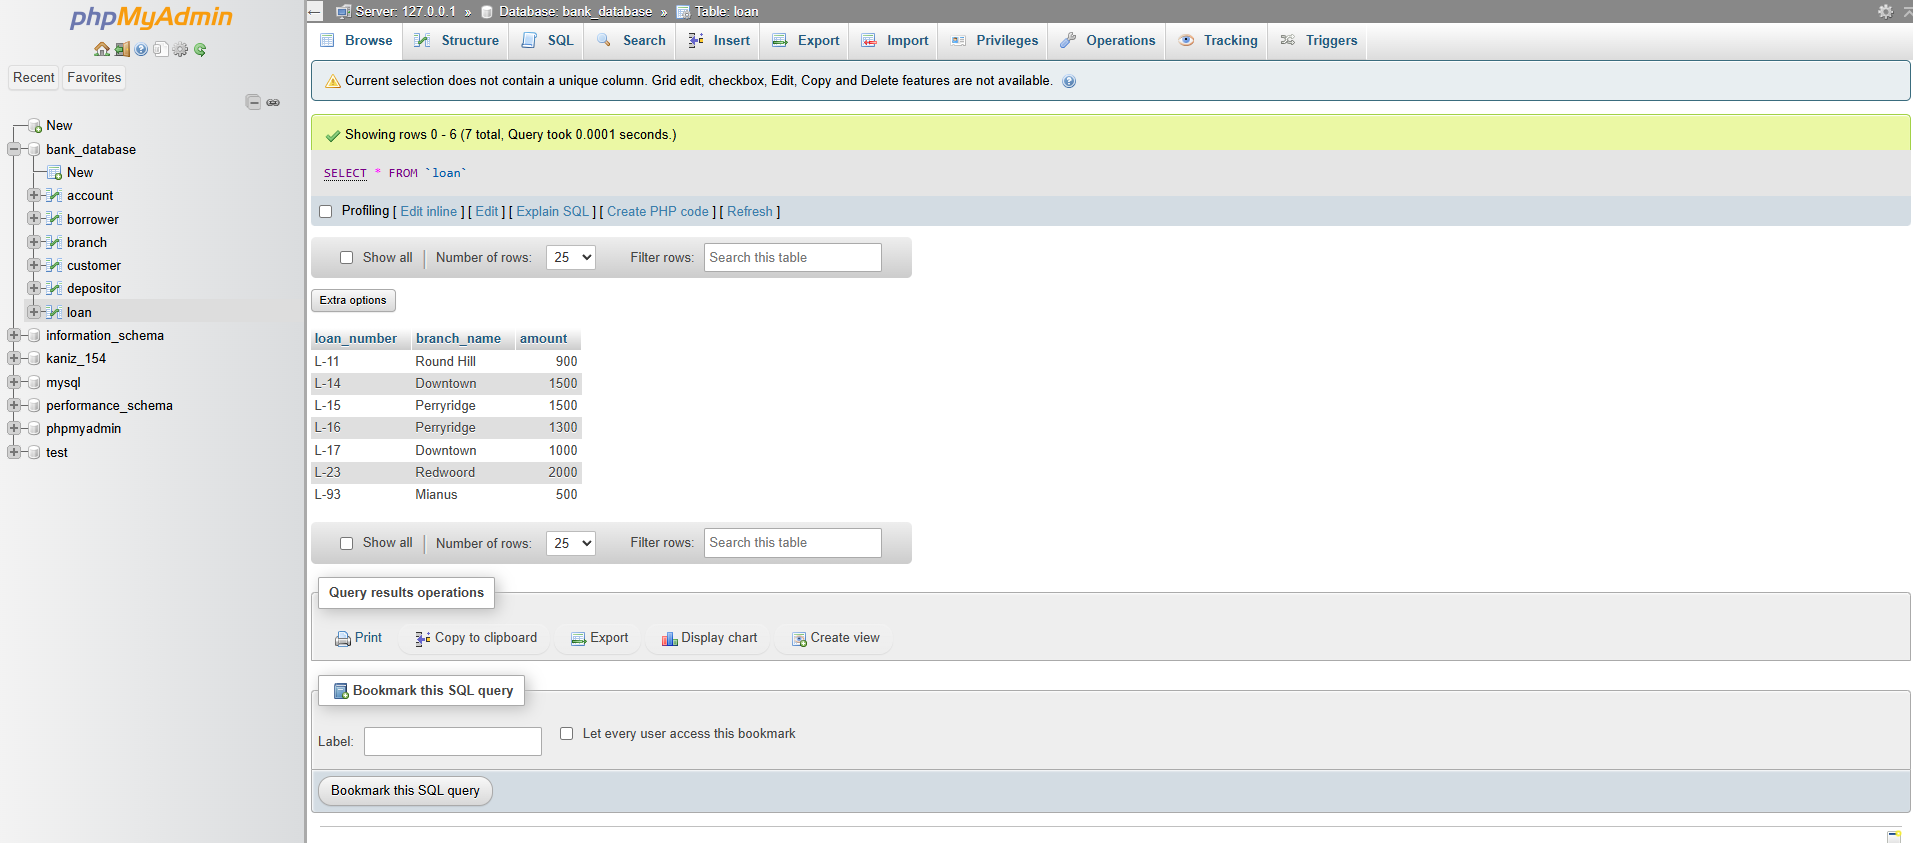 phpMyAdmin
Recent Favorites
New
bank_database
New
account
borrower
branch
customer
depositor
loan
information_schema
kaniz_154
mysql
performance_schema
phpmyadmin
test
Server: 127.0.0.1 » Database: bank_database » Table: loan
Browse Structure SQL Search Insert Export Import Privileges Operations Tracking Triggers
Current selection does not contain a unique column. Grid edit, checkbox, Edit, Copy and Delete features are not available.
Showing rows 0 - 6 (7 total, Query took 0.0001 seconds.)
SELECT * FROM `loan`
Profiling [ Edit inline ] [ Edit ] [ Explain SQL ] [ Create PHP code ] [ Refresh ]
Show all Number of rows: 25 Filter rows: Search this table
Extra options
loan_number branch_name amount
L-11 Round Hill 900
L-14 Downtown 1500
L-15 Perryridge 1500
L-16 Perryridge 1300
L-17 Downtown 1000
L-23 Redwoord 2000
L-93 Mianus 500
Show all Number of rows: 25 Filter rows: Search this table
Query results operations
Print Copy to clipboard Export Display chart Create view
Bookmark this SQL query
Label: Let every user access this bookmark
Bookmark this SQL query